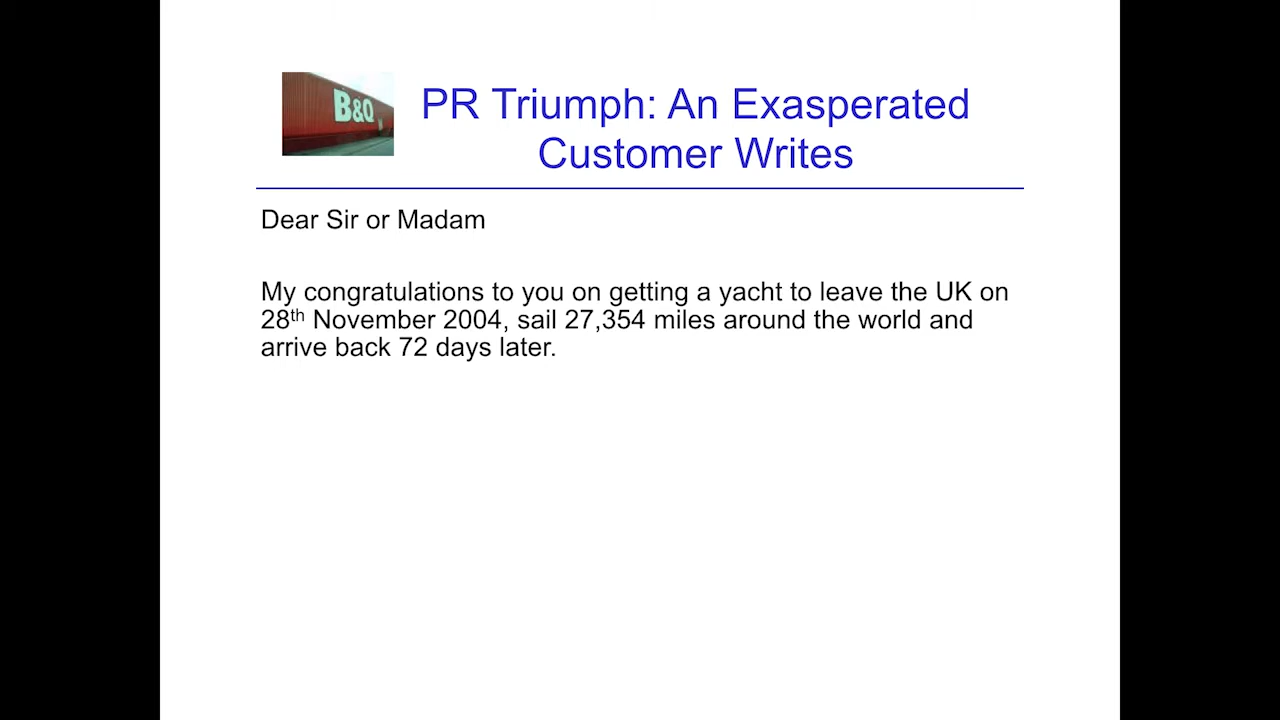 B&Q
PR Triumph: An Exasperated
Customer Writes
Dear Sir or Madam
My congratulations to you on getting a yacht to leave the UK on
28th November 2004, sail 27,354 miles around the world and
arrive back 72 days later.